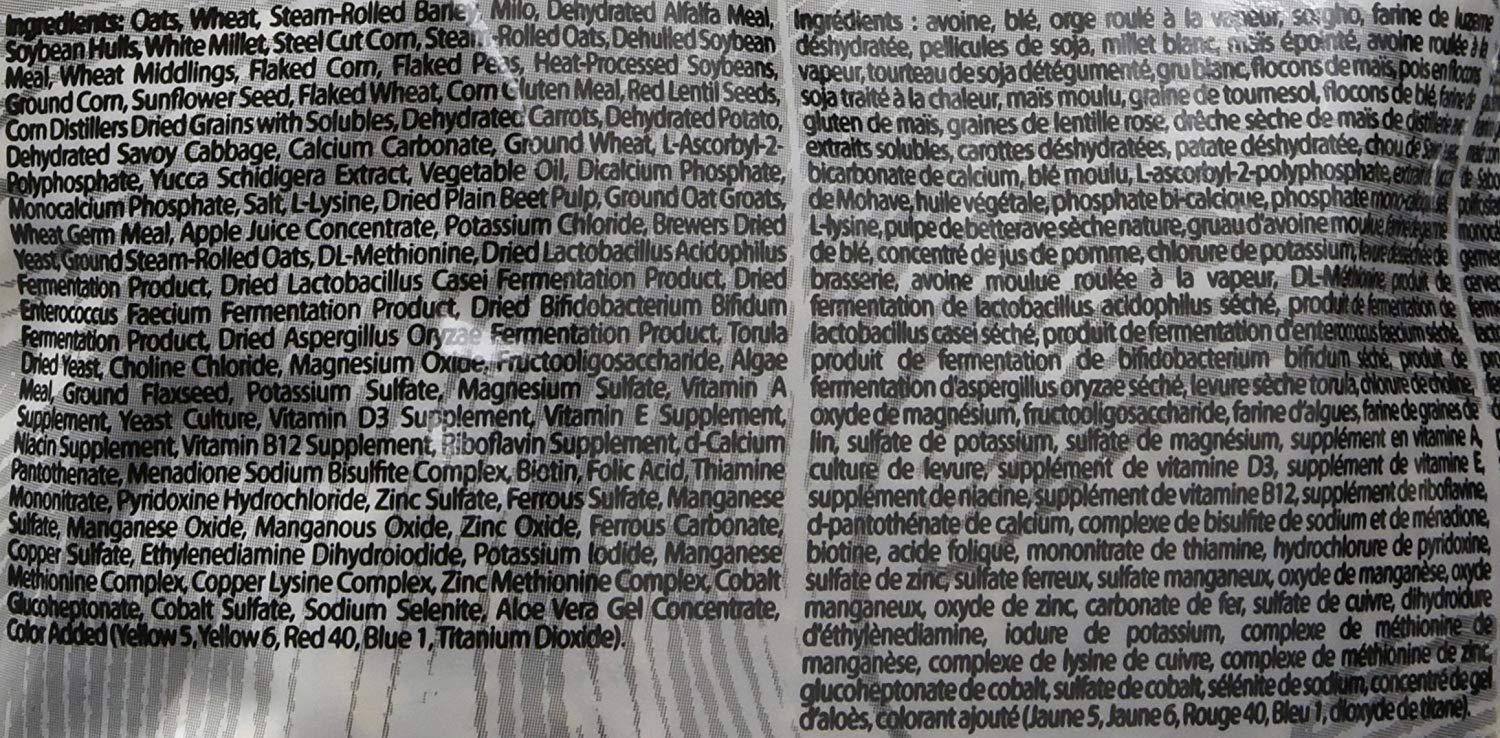 Ingredients: Oats, Wheat, Steam-Rolled Barley, Milo, Dehydrated Alfalfa Meal,
Soybean Hulls, White Millet, Steel Cut Corn, Steam-Rolled Oats, Dehulled Soybean
Meal, Wheat Middlings, Flaked Corn, Flaked Peas, Heat-Processed Soybeans,
Ground Corn, Sunflower Seed, Flaked Wheat, Corn Gluten Meal, Red Lentil Seeds,
Corn Distillers Dried Grains with Solubles, Dehydrated Carrots, Dehydrated Potato,
Dehydrated Savoy Cabbage, Calcium Carbonate, Ground Wheat, L-Ascorbyl-2-
Polyphosphate, Yucca Schidigera Extract, Vegetable Oil, Dicalcium Phosphate,
Monocalcium Phosphate, Salt, L-Lysine, Dried Plain Beet Pulp, Ground Oat Groats,
Wheat Germ Meal, Apple Juice Concentrate, Potassium Chloride, Brewers Dried
Yeast, Ground Steam-Rolled Oats, DL-Methionine, Dried Lactobacillus Acidophilus
Fermentation Product, Dried Lactobacillus Casei Fermentation Product, Dried
Enterococcus Faecium Fermentation Product, Dried Bifidobacterium Bifidum
Fermentation Product, Dried Aspergillus Oryzae Fermentation Product, Torula
Dried Yeast, Choline Chloride, Magnesium Oxide, Fructooligosaccharide, Algae
Meal, Ground Flaxseed, Potassium Sulfate, Magnesium Sulfate, Vitamin A
Supplement, Yeast Culture, Vitamin D3 Supplement, Vitamin E Supplement,
Niacin Supplement, Vitamin B12 Supplement, Riboflavin Supplement, d-Calcium
Pantothenate, Menadione Sodium Bisulfite Complex, Biotin, Folic Acid, Thiamine
Mononitrate, Pyridoxine Hydrochloride, Zinc Sulfate, Ferrous Sulfate, Manganese
Sulfate, Manganese Oxide, Manganous Oxide, Zinc Oxide, Ferrous Carbonate,
Copper Sulfate, Ethylenediamine Dihydroiodide, Potassium Iodide, Manganese
Methionine Complex, Copper Lysine Complex, Zinc Methionine Complex, Cobalt
Glucoheptonate, Cobalt Sulfate, Sodium Selenite, Aloe Vera Gel Concentrate,
Color Added (Yellow 5, Yellow 6, Red 40, Blue 1, Titanium Dioxide).
Ingrédients : avoine, blé, orge roulé à la vapeur, sorgho, farine de luzerne
déshydratée, pellicules de soja, millet blanc, maïs épointé, avoine roulée à la
vapeur, tourteau de soja détégumenté, gru blanc, flocons de maïs, pois en flocons
soja traité à la chaleur, maïs moulu, graine de tournesol, flocons de blé, farine de
gluten de maïs, graines de lentille rose, drêche sèche de maïs de distillerie avec
extraits solubles, carottes déshydratées, patate déshydratée, chou de
bicarbonate de calcium, blé moulu, L-ascorbyl-2-polyphosphate, extrait
de Mohave, huile végétale, phosphate bi-calcique, phosphate
L-lysine, pulpe de betterave sèche nature, gruau d'avoine moulue,
de blé, concentré de jus de pomme, chlorure de potassium, levure desséchée de
brasserie, avoine moulue roulée à la vapeur, DL-Méthionine, produit de
fermentation de lactobacillus acidophilus séché, produit de fermentation de
lactobacillus casei séché, produit de fermentation d'enterococcus faecium séché,
produit de fermentation de bifidobacterium bifidum séché, produit de
fermentation d'aspergillus oryzae séché, levure sèche torula, chlorure de choline,
oxyde de magnésium, fructooligosaccharide, farine d'algues, farine de graines de
lin, sulfate de potassium, sulfate de magnésium, supplément en vitamine A,
culture de levure, supplément de vitamine D3, supplément de vitamine E,
supplément de niacine, supplément de vitamine B12, supplément de riboflavine,
d-pantothénate de calcium, complexe de bisulfite de sodium et de ménadione,
biotine, acide folique, mononitrate de thiamine, hydrochlorure de pyridoxine,
sulfate de zinc, sulfate ferreux, sulfate manganeux, oxyde de manganèse, oxyde
manganeux, oxyde de zinc, carbonate de fer, sulfate de cuivre, dihydroidure
d'éthylènediamine, iodure de potassium, complexe de méthionine de
manganèse, complexe de lysine de cuivre, complexe de méthionine de zinc,
glucoheptonate de cobalt, sulfate de cobalt, sélénite de sodium, concentré de gel
d'aloès, colorant ajouté (Jaune 5, Jaune 6, Rouge 40, Bleu 1, dioxyde de titane).